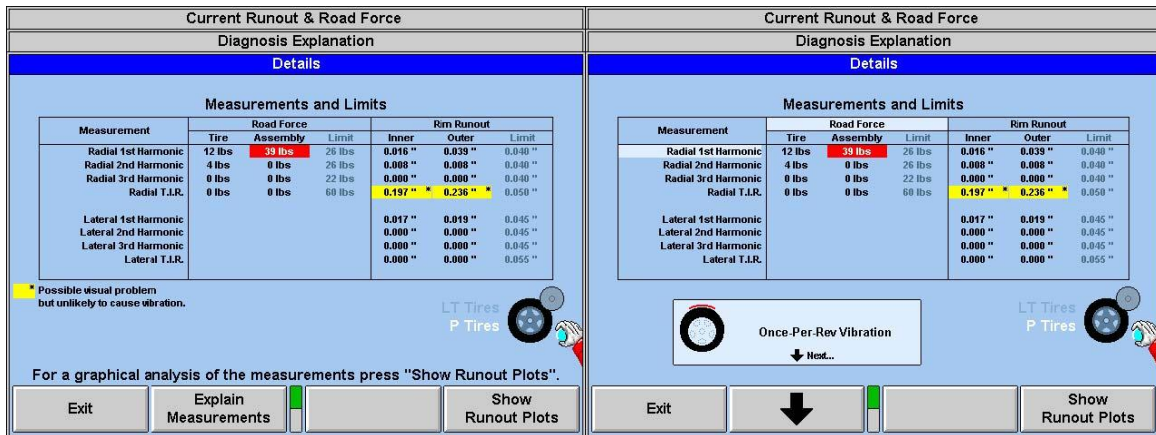 Current Runout & Road Force
Diagnosis Explanation
Details
Measurements and Limits
Measurement Road Force Rim Runout
Tire Assembly Limit Inner Outer Limit
Radial 1st Harmonic 12 lbs 39 lbs 26 lbs 0.016 " 0.039 " 0.040 "
Radial 2nd Harmonic 4 lbs 0 lbs 26 lbs 0.008 " 0.008 " 0.040 "
Radial 3rd Harmonic 0 lbs 0 lbs 22 lbs 0.000 " 0.000 " 0.040 "
Radial T.I.R. 0 lbs 0 lbs 60 lbs 0.197 " * 0.236 " * 0.050 "
Lateral 1st Harmonic 0.017 " 0.019 " 0.045 "
Lateral 2nd Harmonic 0.000 " 0.000 " 0.045 "
Lateral 3rd Harmonic 0.000 " 0.000 " 0.045 "
Lateral T.I.R. 0.000 " 0.000 " 0.055 "
* Possible visual problem
but unlikely to cause vibration.
LT Tires
P Tires
For a graphical analysis of the measurements press "Show Runout Plots".
Exit
Explain
Measurements
Show
Runout Plots
Current Runout & Road Force
Diagnosis Explanation
Details
Measurements and Limits
Measurement Road Force Rim Runout
Tire Assembly Limit Inner Outer Limit
Radial 1st Harmonic 12 lbs 39 lbs 26 lbs 0.016 " 0.039 " 0.040 "
Radial 2nd Harmonic 4 lbs 0 lbs 26 lbs 0.008 " 0.008 " 0.040 "
Radial 3rd Harmonic 0 lbs 0 lbs 22 lbs 0.000 " 0.000 " 0.040 "
Radial T.I.R. 0 lbs 0 lbs 60 lbs 0.197 " * 0.236 " * 0.050 "
Lateral 1st Harmonic 0.017 " 0.019 " 0.045 "
Lateral 2nd Harmonic 0.000 " 0.000 " 0.045 "
Lateral 3rd Harmonic 0.000 " 0.000 " 0.045 "
Lateral T.I.R. 0.000 " 0.000 " 0.055 "
Once-Per-Rev Vibration
Next...
LT Tires
P Tires
Exit
Show
Runout Plots